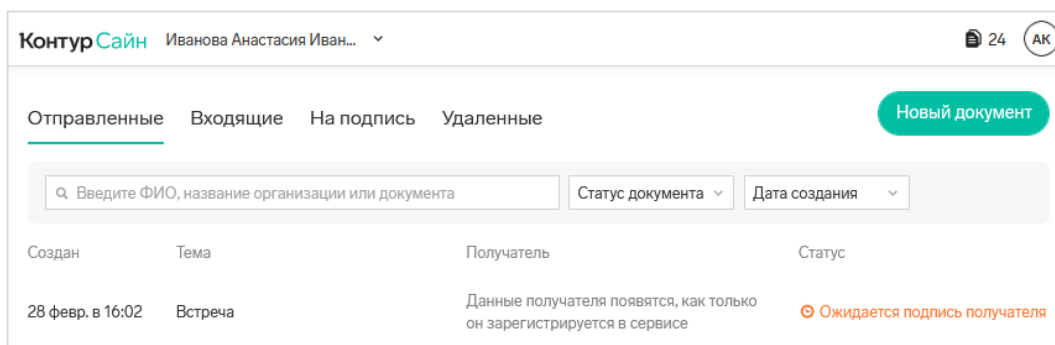 Контур Сайн Иванова Анастасия Иван... 24 АК
Отправленные Входящие На подпись Удаленные Новый документ
Введите ФИО, название организации или документа Статус документа Дата создания
Создан Тема Получатель Статус
28 февр. в 16:02 Встреча Данные получателя появятся, как только он зарегистрируется в сервисе Ожидается подпись получателя